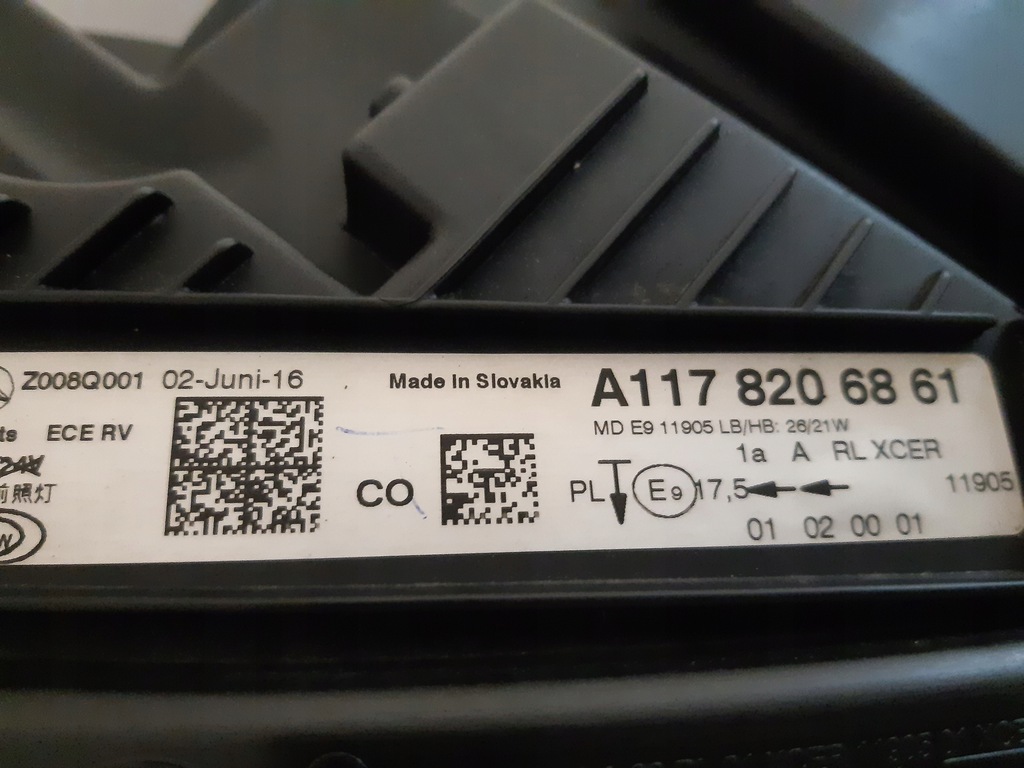 Z008Q001 02-Juni-16
Made In Slovakia
A117 820 68 61
ECE RV
MD E9 11905 LB/HB: 26/21W
1a A RL XCER
照灯
CO
PL E9 17,5
11905
01 02 00 01